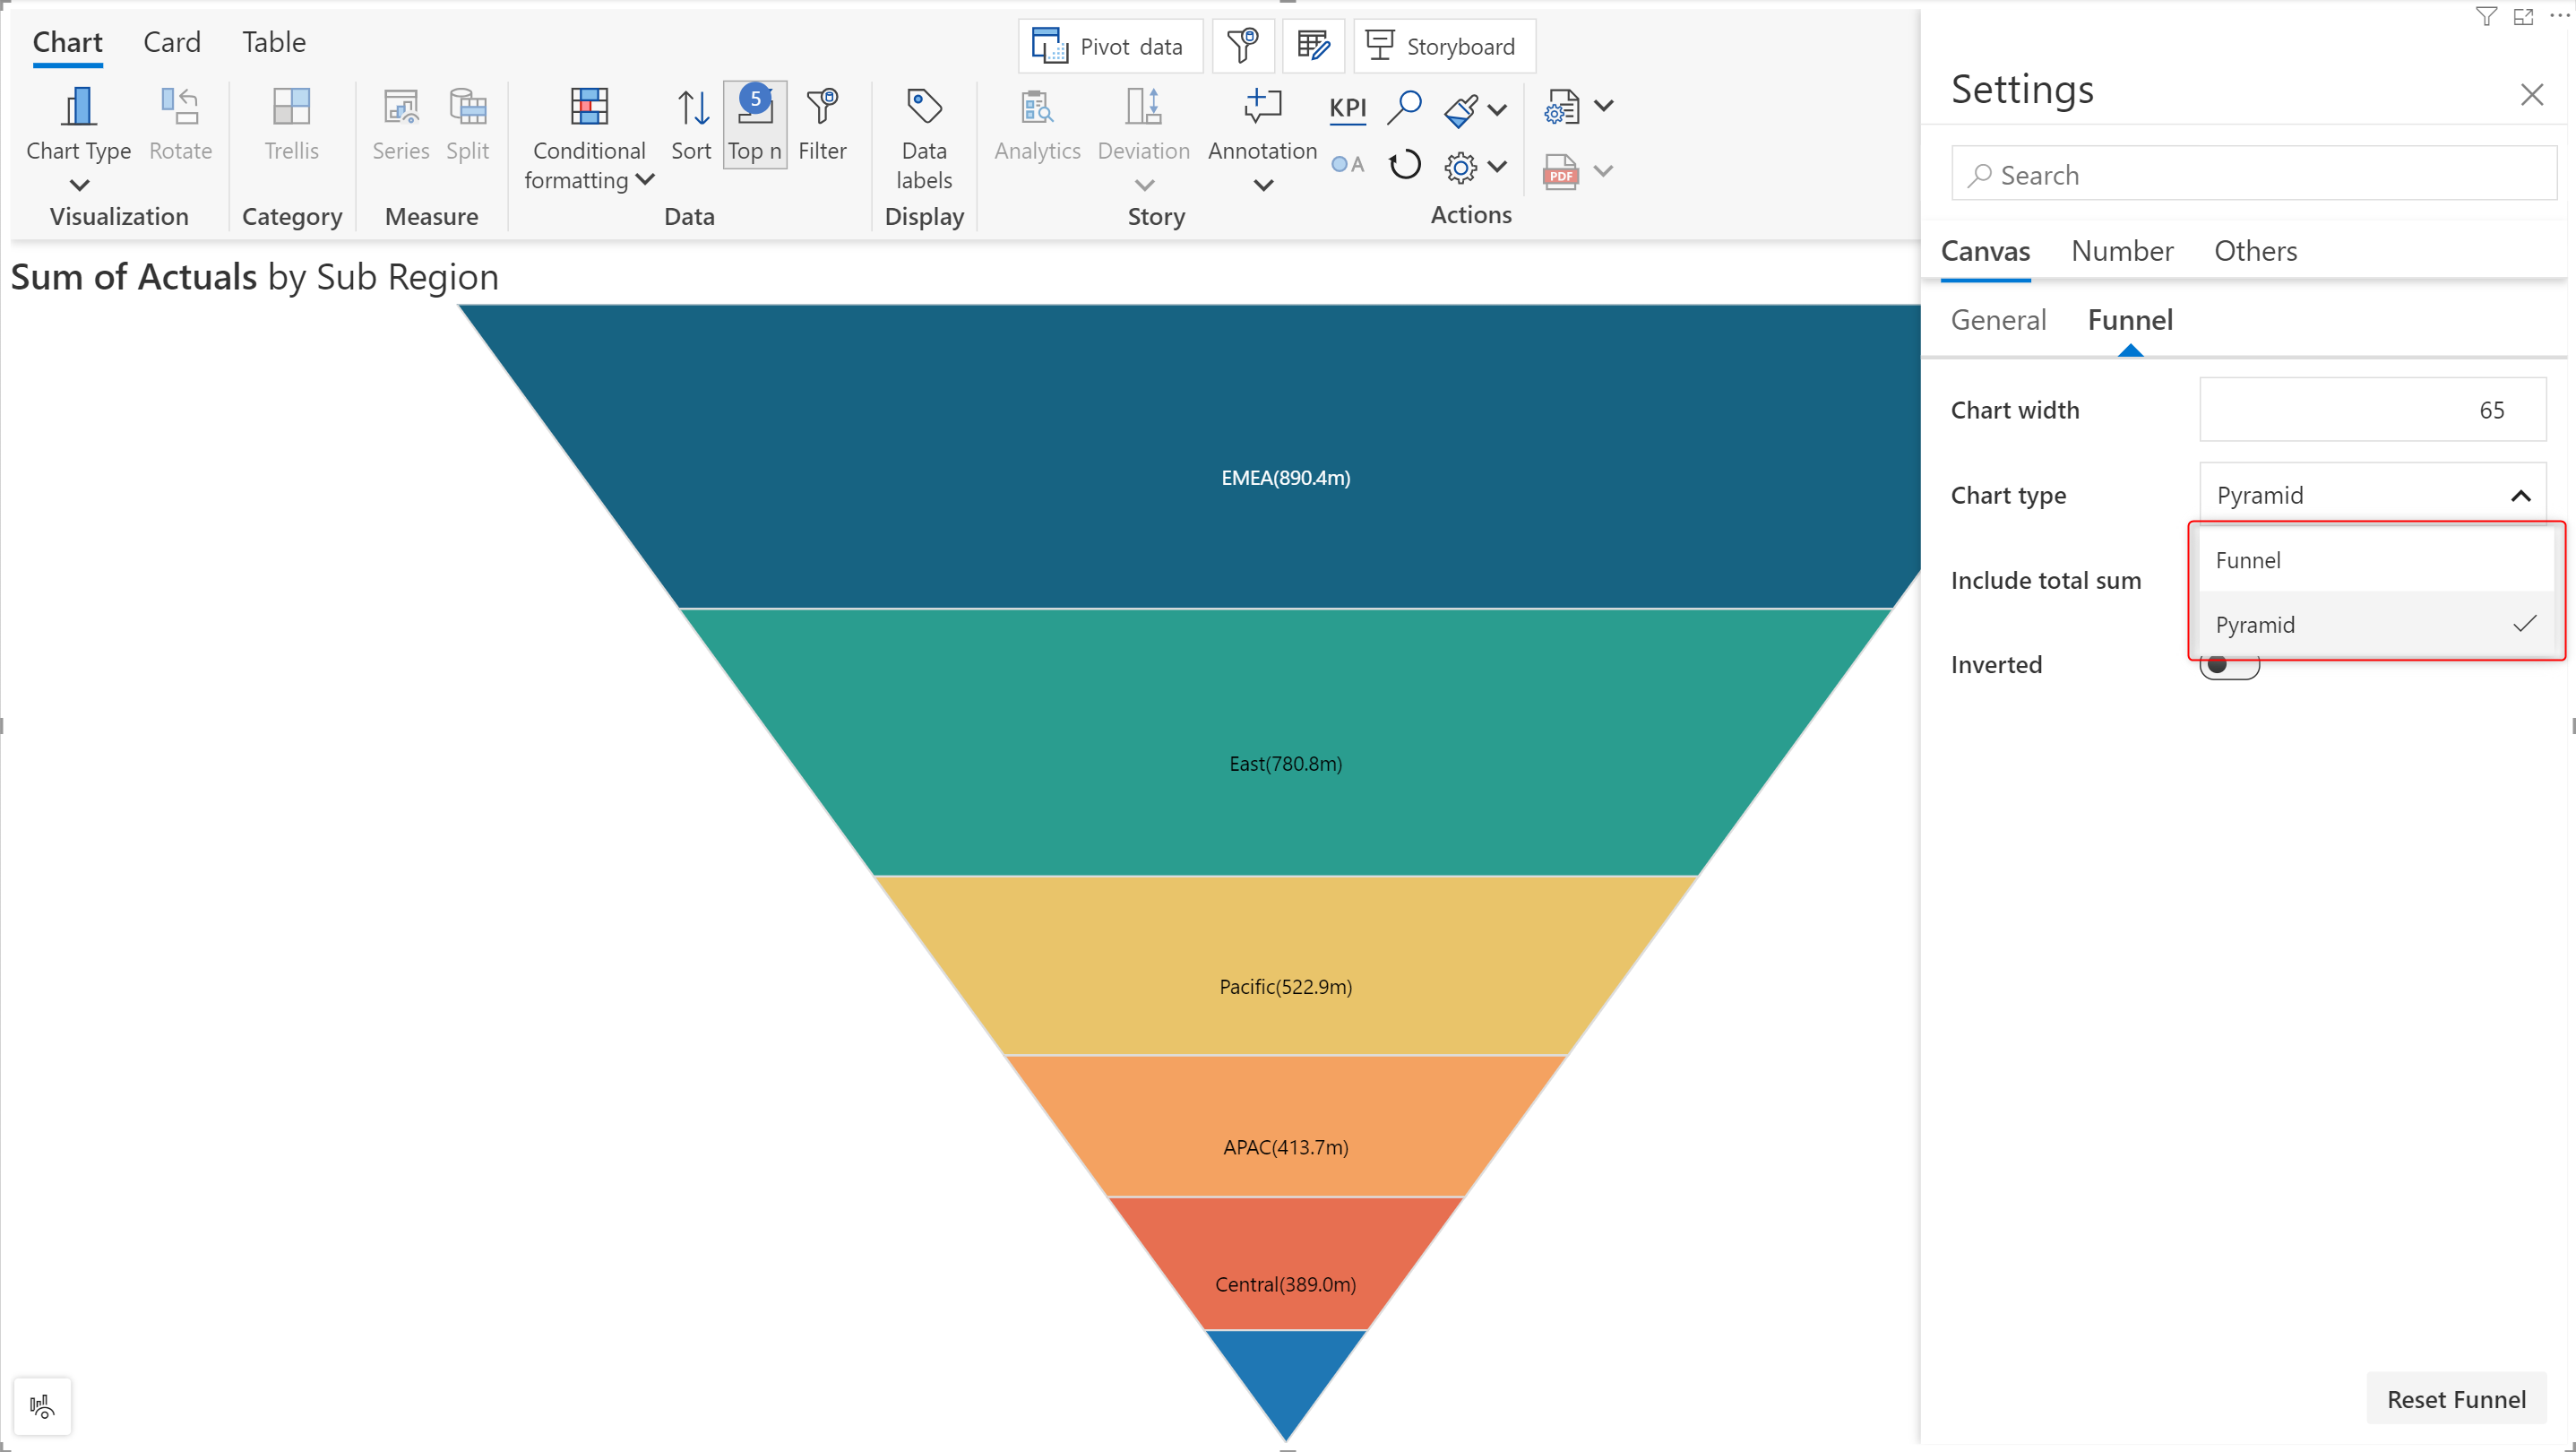 Chart Card Table
Pivot data Storyboard
Chart Type Rotate Trellis Series Split Conditional formatting Sort 5 Top n Filter Data labels Analytics Deviation Annotation KPI A PDF
Visualization Category Measure Data Display Story Actions
Sum of Actuals by Sub Region
EMEA(890.4m)
East(780.8m)
Pacific(522.9m)
APAC(413.7m)
Central(389.0m)
Settings
Search
Canvas Number Others
General Funnel
Chart width 65
Chart type Pyramid
Funnel
Include total sum
Pyramid
Inverted
Reset Funnel